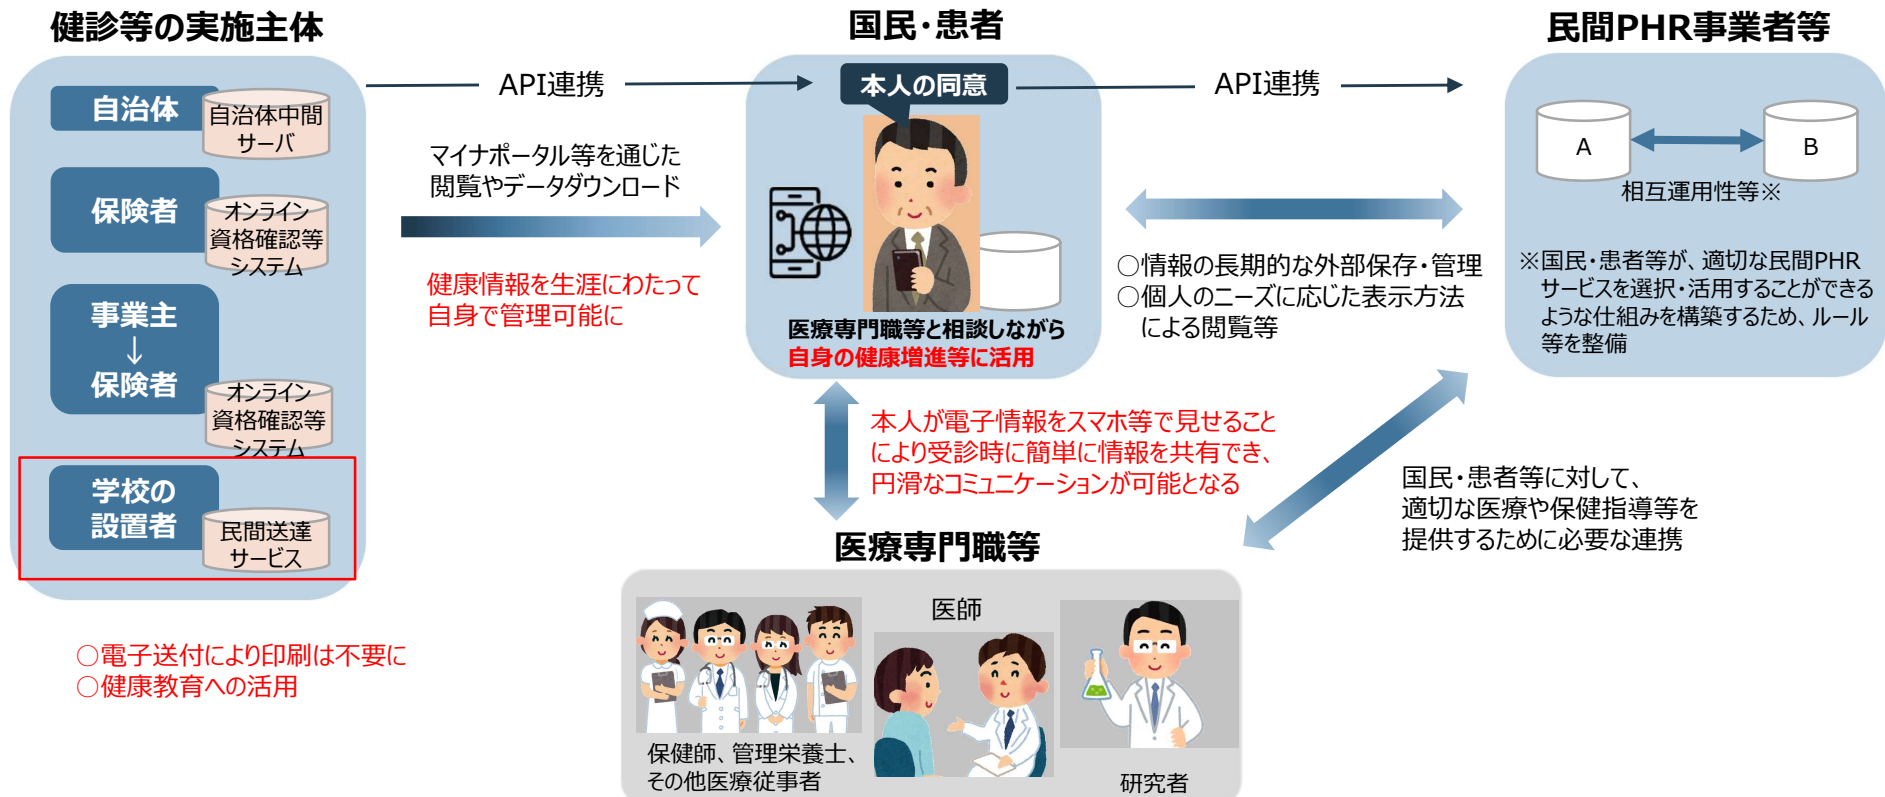 健診等の実施主体
自治体
自治体中間
サーバ
保険者
オンライン
資格確認等
システム
事業主
↓
保険者
オンライン
資格確認等
システム
学校の
設置者
民間送達
サービス
○電子送付により印刷は不要に
○健康教育への活用
API連携
マイナポータル等を通じた
閲覧やデータダウンロード
健康情報を生涯にわたって
自身で管理可能に
国民・患者
本人の同意
医療専門職等と相談しながら
自身の健康増進等に活用
API連携
○情報の長期的な外部保存・管理
○個人のニーズに応じた表示方法
による閲覧等
民間PHR事業者等
A
B
相互運用性等※
※国民・患者等が、適切な民間PHR
サービスを選択・活用することができる
ような仕組みを構築するため、ルール
等を整備
本人が電子情報をスマホ等で見せること
により受診時に簡単に情報を共有でき、
円滑なコミュニケーションが可能となる
国民・患者等に対して、
適切な医療や保健指導等を
提供するために必要な連携
医療専門職等
医師
保健師、管理栄養士、
その他医療従事者
研究者